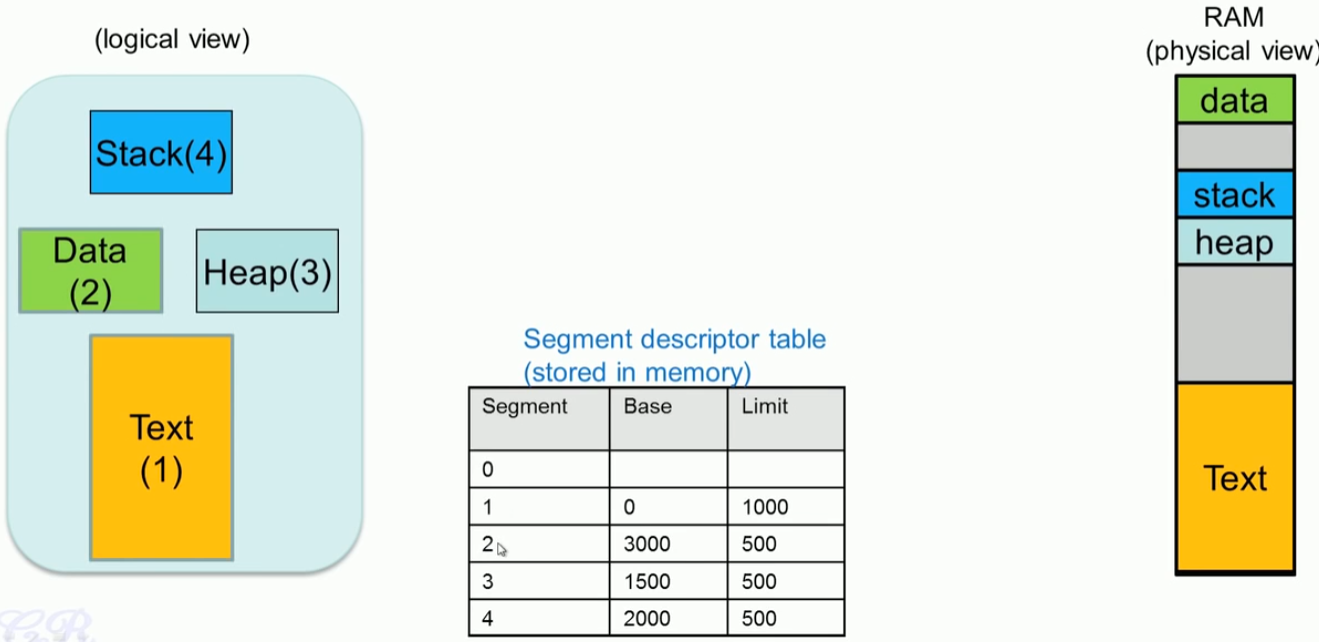 (logical view)
Stack(4)
Data
(2)
Heap(3)
Text
(1)
Segment descriptor table
(stored in memory)
Segment Base Limit
0
1 0 1000
2 3000 500
3 1500 500
4 2000 500
RAM
(physical view)
data
stack
heap
Text